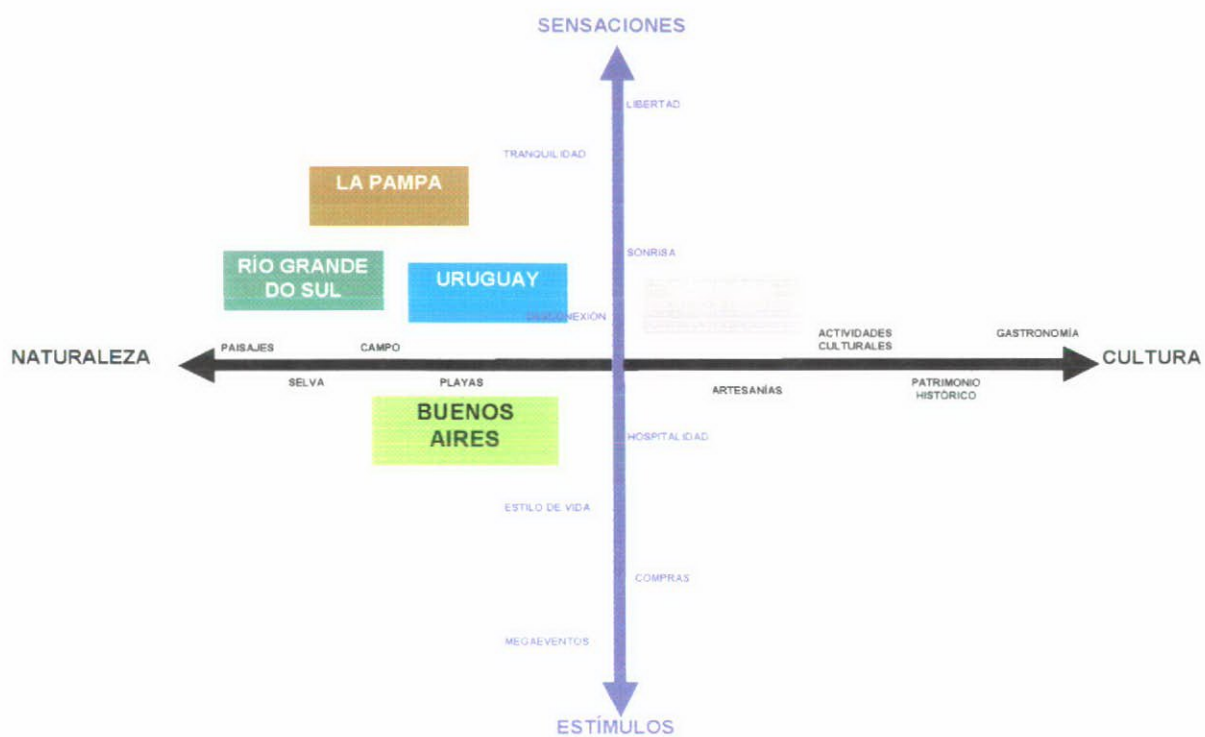 SENSACIONES
LIBERTAD
TRANQUILIDAD
LA PAMPA
SONRISA
RÍO GRANDE
DO SUL
URUGUAY
DESCONEXIÓN
NATURALEZA
PAISAJES
CAMPO
ACTIVIDADES
CULTURALES
GASTRONOMÍA
CULTURA
SELVA
PLAYAS
ARTESANÍAS
PATRIMONIO
HISTÓRICO
BUENOS
AIRES
HOSPITALIDAD
ESTILO DE VIDA
COMPRAS
MEGAEVENTOS
ESTÍMULOS